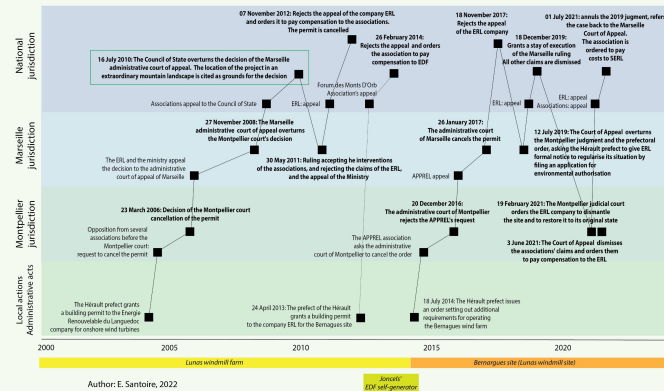 07 November 2012: Rejects the appeal of the company ERL
and orders it to pay compensation to the associations.
The permit is cancelled
26 February 2014:
Rejects the appeal and orders
the association to pay
compensation to EDF
18 November 2017:
Rejects the appeal
of the ERL company
18 December 2019:
Grants a stay of execution
of the Marseille ruling
All other claims are dismissed
01 July 2021: annuls the 2019 judgment, refers
the case back to the Marseille
Court of Appeal.
The association is
ordered to pay
costs to SERL
National
jurisdiction
16 July 2010: The Council of State overturns the decision of the Marseille
administrative court of appeal. The location of the project in an
extraordinary mountain landscape is cited as grounds for the decision
Associations appeal to the Council of State
ERL: appeal
Forum des Monts D'Orb
Association's appeal
ERL: appeal
ERL: appeal
Associations: appeal
Marseille
jurisdiction
27 November 2008: The Marseille
administrative court of appeal overturns
the Montpellier court's decision
30 May 2011: Ruling accepting he interventions
of the associations, and rejecting the claims of the ERL,
and the appeal of the Ministry
26 January 2017:
The administrative court
of Marseille cancels the permit
12 July 2019: The Court of Appeal overturns
the Montpellier judgment and the prefectoral
order, asking the Hérault prefect to give ERL
formal notice to regularise its situation by
filing an application for
environmental authorisation
The ERL and the ministry appeal
the decision to the administrative
court of appeal of Marseille
APPREL appeal
Montpellier
jurisdiction
23 March 2006: Decision of the Montpellier court
cancellation of the permit
Opposition from several
associations before the
Montpellier court:
request to cancel the permit
20 December 2016:
The administrative court of Montpellier
rejects the APPREL's request
The APPREL association
asks the administrative
court of Montpellier to cancel the order
19 February 2021: The Montpellier judicial court
orders the ERL company to dismantle
the site and to restore it to its original state
3 June 2021: The Court of Appeal dismisses
the associations' claims and orders them
to pay compensation to the ERL
Local actions
Administrative acts
The Hérault prefect grants
a building permit to the Energie
Renouvelable du Languedoc
company for onshore wind turbines
24 April 2013: The prefect of the Hérault
grants a building permit
to the company ERL for the Bernagues site
18 July 2014: The Hérault prefect issues
an order setting out additional
requirements for operating
the Bernagues wind farm
2000
2005
2010
2015
2020
Lunas windmill farm
Bernargues site (Lunas windmill site)
Joncels'
EDF self-generator
Author: E. Santoire, 2022